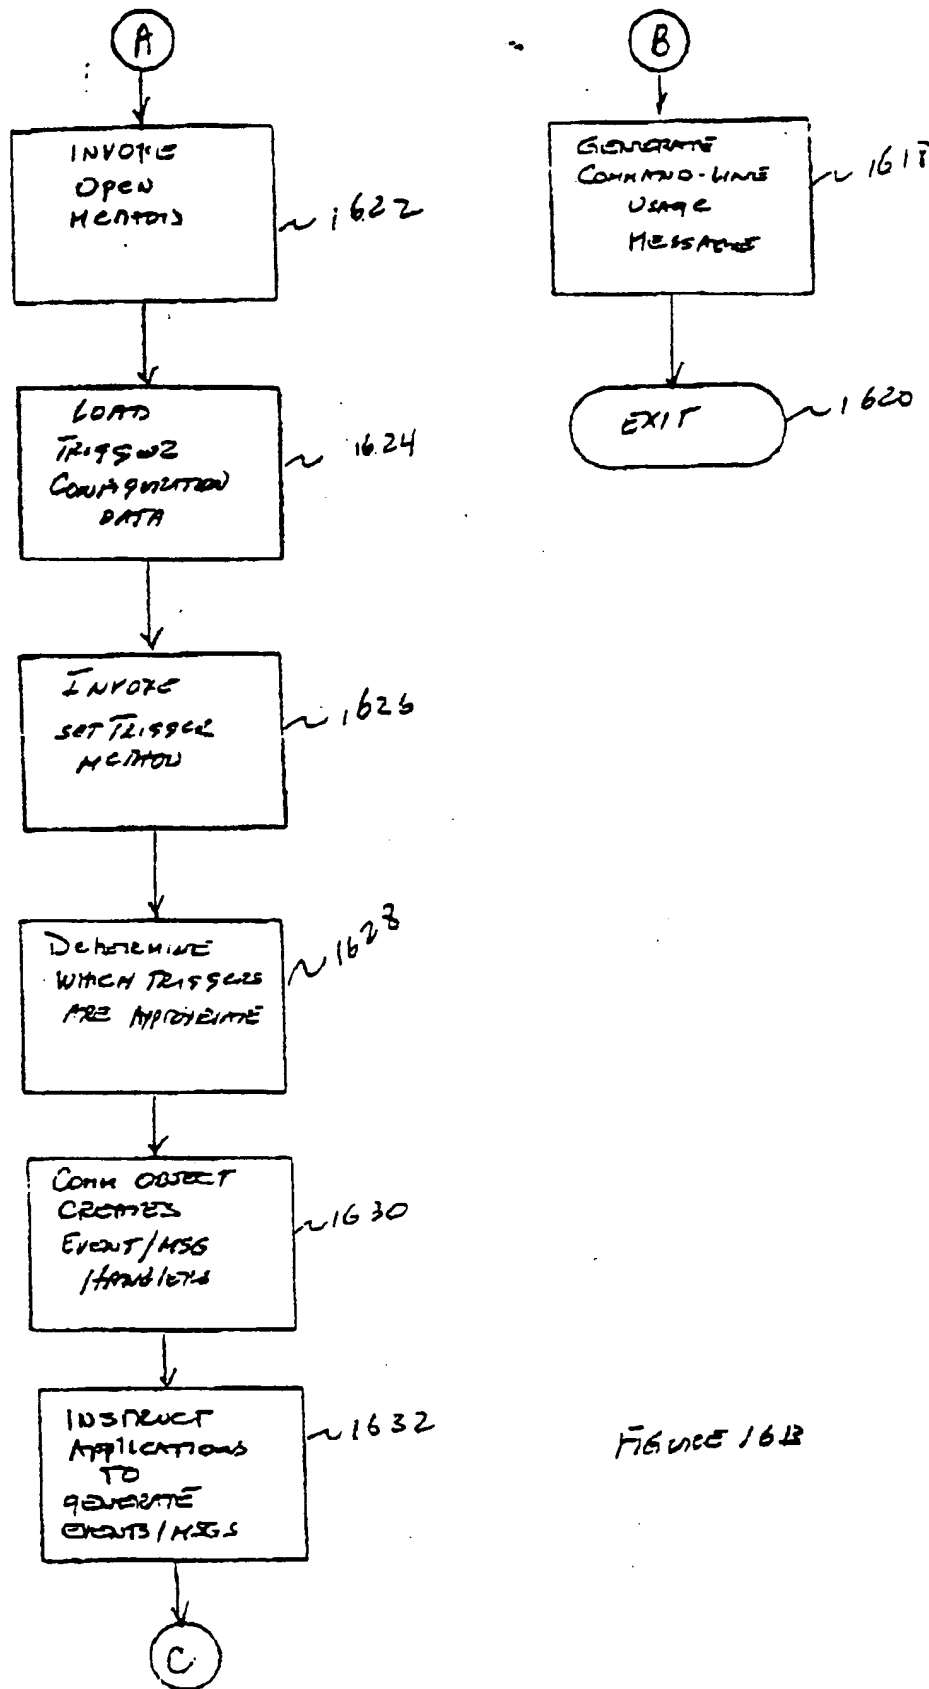 A
INVOKE
OPEN
METHODS
1622
LOAD
TRIGGER
CONFIGURATION
DATA
1624
INVOKE
SET TRIGGER
METHOD
1626
DETERMINE
WHICH TRIGGERS
ARE APPROPRIATE
1628
COMM OBJECT
CREATES
EVENT/MSG
HANDLERS
1630
INSTRUCT
APPLICATIONS
TO
GENERATE
EVENTS/MSGS
1632
C
B
GENERATE
COMMAND-LINE
USAGE
MESSAGE
1618
EXIT
1620
FIGURE 16B